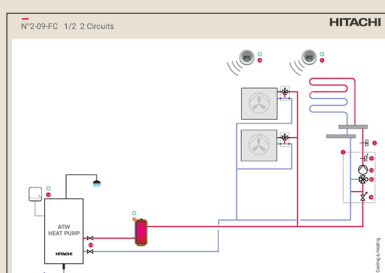 N°2-09-FC 1/2 2 Circuits
HITACHI
ATW
HEAT PUMP
HITACHI
Cooling & Heating